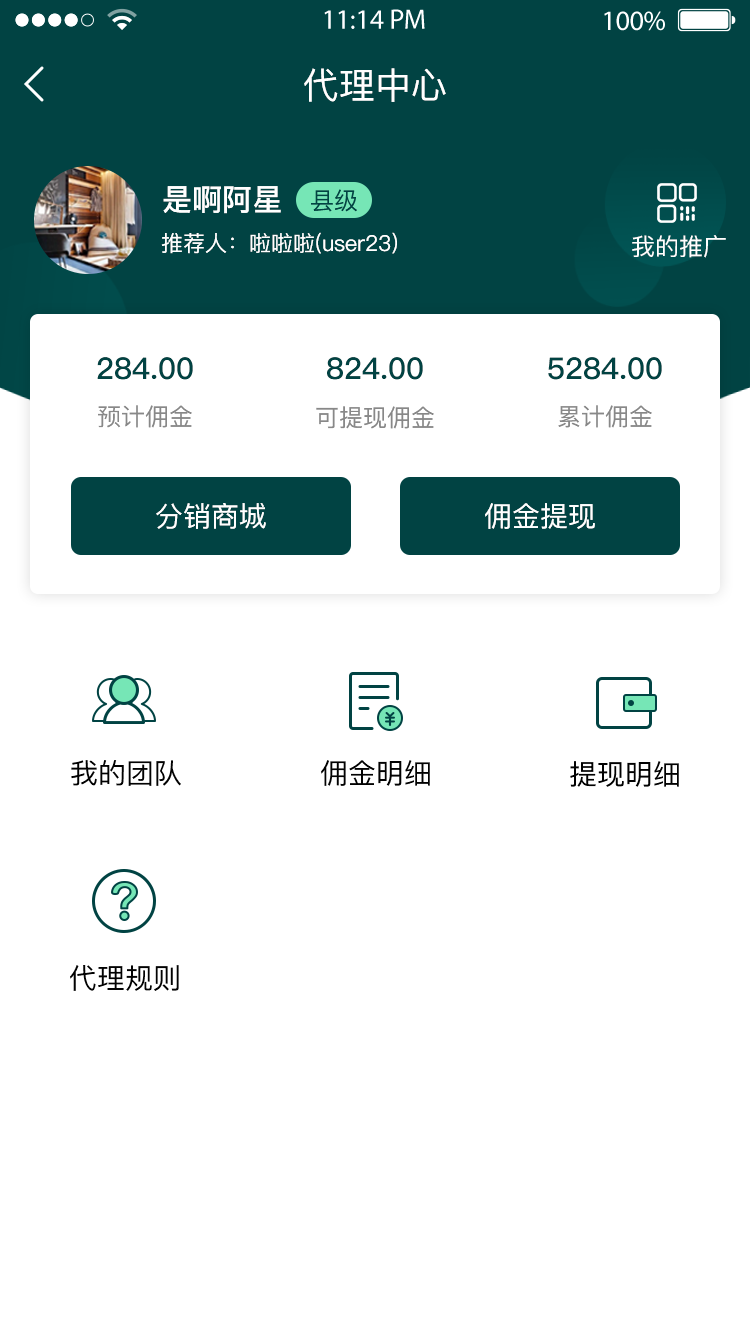 11:14 PM
100%
代理中心
是啊阿星 县级
推荐人：啦啦啦(user23)
我的推广
284.00 824.00 5284.00
预计佣金 可提现佣金 累计佣金
分销商城 佣金提现
¥
我的团队 佣金明细 提现明细
?
代理规则